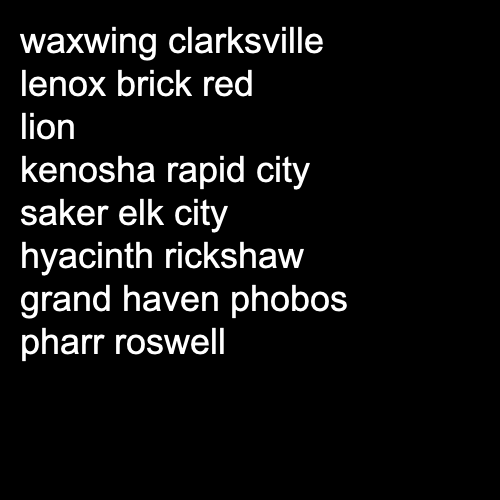 waxwing clarksville
lenox brick red
lion
kenosha rapid city
saker elk city
hyacinth rickshaw
grand haven phobos
pharr roswell